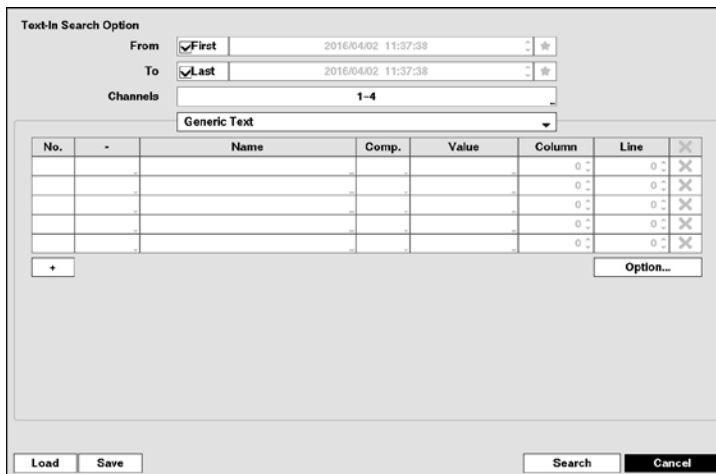 Text-In Search Option
From First 2016/04/02 11:37:38
To Last 2016/04/02 11:37:38
Channels 1-4
Generic Text
No. - Name Comp. Value Column Line
0 0
0 0
0 0
0 0
0 0
+ Option...
Load Save Search Cancel